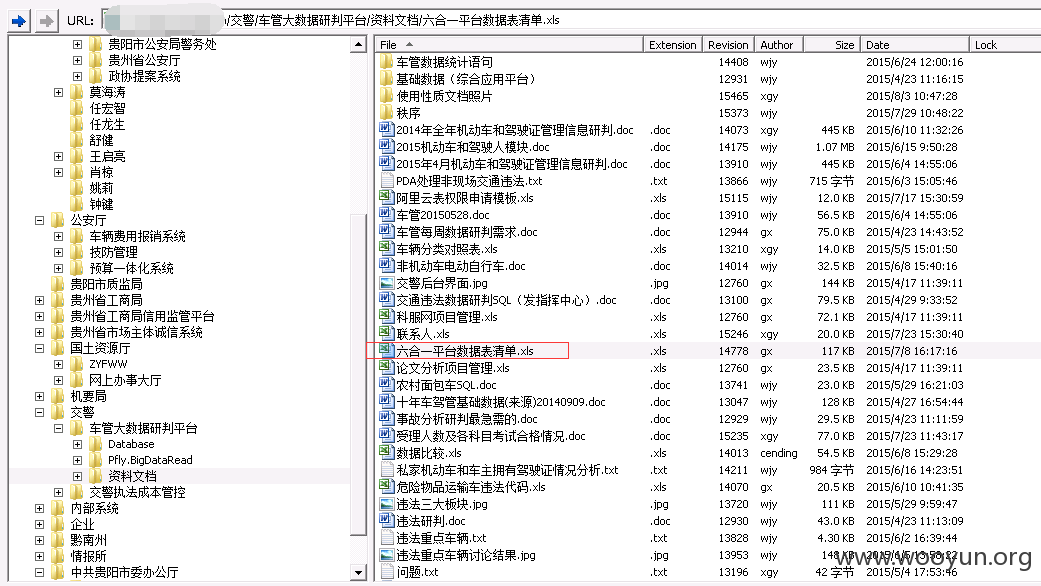 URL: /交警/车管大数据研判平台/资料文档/六合一平台数据表清单.xls
贵阳市公安局警务处
贵州省公安厅
政协提案系统
莫海涛
任宏智
任龙生
舒健
王启亮
肖椋
姚莉
钟键
公安厅
车辆费用报销系统
技防管理
预算一体化系统
贵阳市质监局
贵州省工商局
贵州省工商局信用监管平台
贵州省市场主体诚信系统
国土资源厅
ZYFWW
网上办事大厅
机要局
交警
车管大数据研判平台
Database
Pfly.BigDataRead
资料文档
交警执法成本管控
内部系统
企业
黔南州
情报所
中共贵阳市委办公厅
File Extension Revision Author Size Date Lock
车管数据统计语句 14408 wjy 2015/6/24 12:00:16
基础数据（综合应用平台） 12931 wjy 2015/4/23 11:16:15
使用性质文档照片 15465 xgy 2015/8/3 10:47:28
秩序 15373 wjy 2015/7/29 10:48:22
2014年全年机动车和驾驶证管理信息研判.doc .doc 14073 xgy 445 KB 2015/6/10 11:32:26
2015机动车和驾驶人模块.doc .doc 14175 wjy 1.07 MB 2015/6/15 9:50:28
2015年4月机动车和驾驶证管理信息研判.doc .doc 13910 wjy 445 KB 2015/6/4 14:55:06
PDA处理非现场交通违法.txt .txt 13866 wjy 715 字节 2015/6/3 15:05:46
阿里云表权限申请模板.xls .xls 15115 wjy 12.0 KB 2015/7/17 15:30:59
车管20150528.doc .doc 13910 wjy 56.5 KB 2015/6/4 14:55:06
车管每周数据研判需求.doc .doc 12944 gx 75.0 KB 2015/4/23 14:43:52
车辆分类对照表.xls .xls 13210 xgy 14.0 KB 2015/5/5 15:01:50
非机动车电动自行车.doc .doc 14014 wjy 32.5 KB 2015/6/8 15:40:16
交警后台界面.jpg .jpg 12760 gx 144 KB 2015/4/17 11:39:11
交通违法数据研判SQL（发指挥中心）.doc .doc 13100 gx 79.5 KB 2015/4/29 9:33:52
科服网项目管理.xls .xls 12760 gx 72.1 KB 2015/4/17 11:39:11
联系人.xls .xls 15246 xgy 20.0 KB 2015/7/23 15:30:40
六合一平台数据表清单.xls .xls 14778 gx 117 KB 2015/7/8 16:17:16
论文分析项目管理.xls .xls 12760 gx 23.5 KB 2015/4/17 11:39:11
农村面包车SQL.doc .doc 13741 wjy 23.0 KB 2015/5/29 16:21:03
十年车驾管基础数据(来源)20140909.doc .doc 13047 wjy 128 KB 2015/4/27 16:54:44
事故分析研判最急需的.doc .doc 12929 wjy 29.5 KB 2015/4/23 11:11:59
受理人数及各科目考试合格情况.doc .doc 15235 xgy 77.0 KB 2015/7/23 11:43:17
数据比较.xls .xls 14013 cending 54.5 KB 2015/6/8 15:29:28
私家机动车和车主拥有驾驶证情况分析.txt .txt 14211 wjy 984 字节 2015/6/16 14:23:51
危险物品运输车违法代码.xls .xls 14070 gx 20.5 KB 2015/6/10 10:41:35
违法三大板块.jpg .jpg 13720 wjy 111 KB 2015/5/29 9:59:47
违法研判.doc .doc 12930 wjy 43.0 KB 2015/4/23 11:13:09
违法重点车辆.txt .txt 13828 wjy 4.30 KB 2015/6/2 16:39:44
违法重点车辆讨论结果.jpg .jpg 13953 wjy
问题.txt .txt 13196 xgy 42 字节 2015/5/4 17:53:46
www.wooyun.org